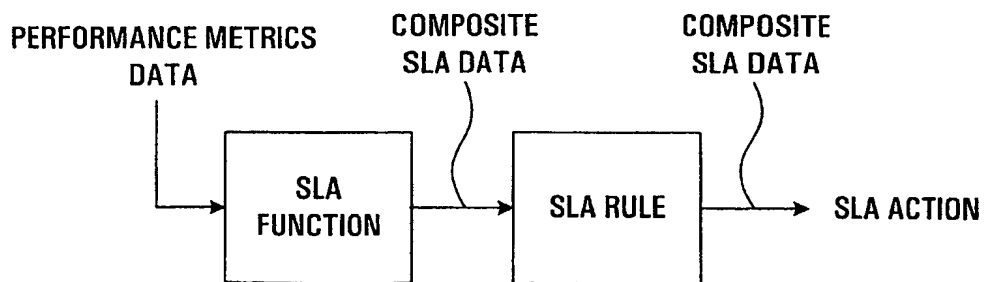 PERFORMANCE METRICS
DATA
COMPOSITE
SLA DATA
COMPOSITE
SLA DATA
SLA
FUNCTION
SLA RULE
SLA ACTION